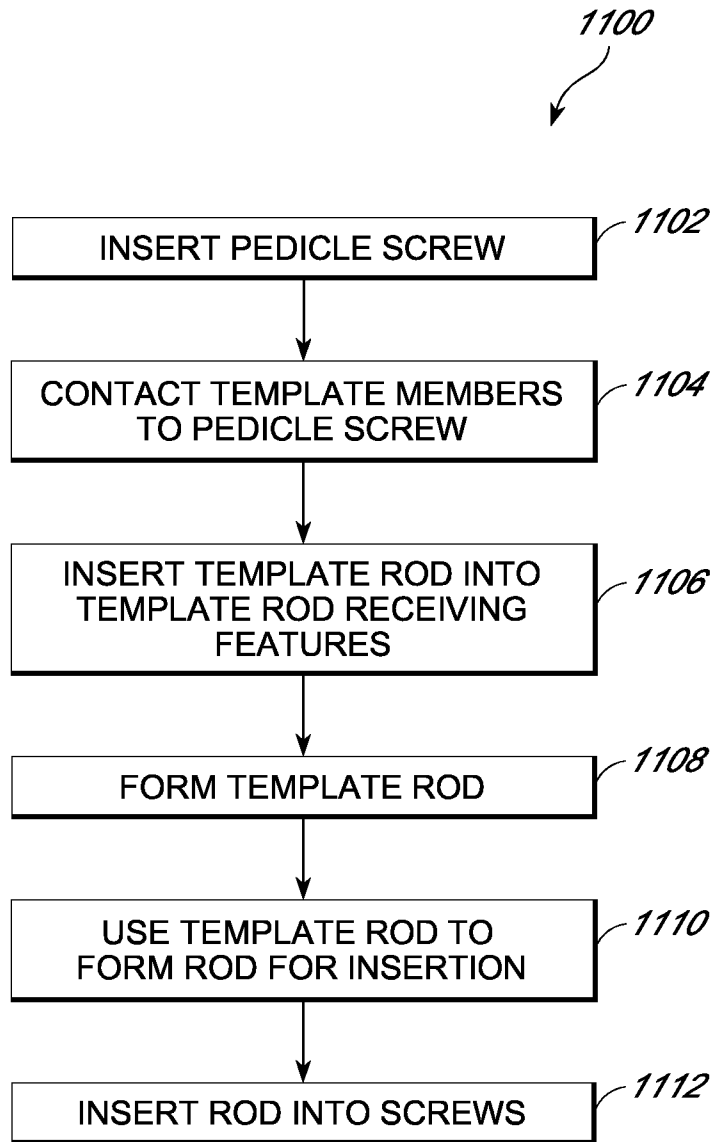 1100
INSERT PEDICLE SCREW
1102
CONTACT TEMPLATE MEMBERS
TO PEDICLE SCREW
1104
INSERT TEMPLATE ROD INTO
TEMPLATE ROD RECEIVING
FEATURES
1106
FORM TEMPLATE ROD
1108
USE TEMPLATE ROD TO
FORM ROD FOR INSERTION
1110
INSERT ROD INTO SCREWS
1112